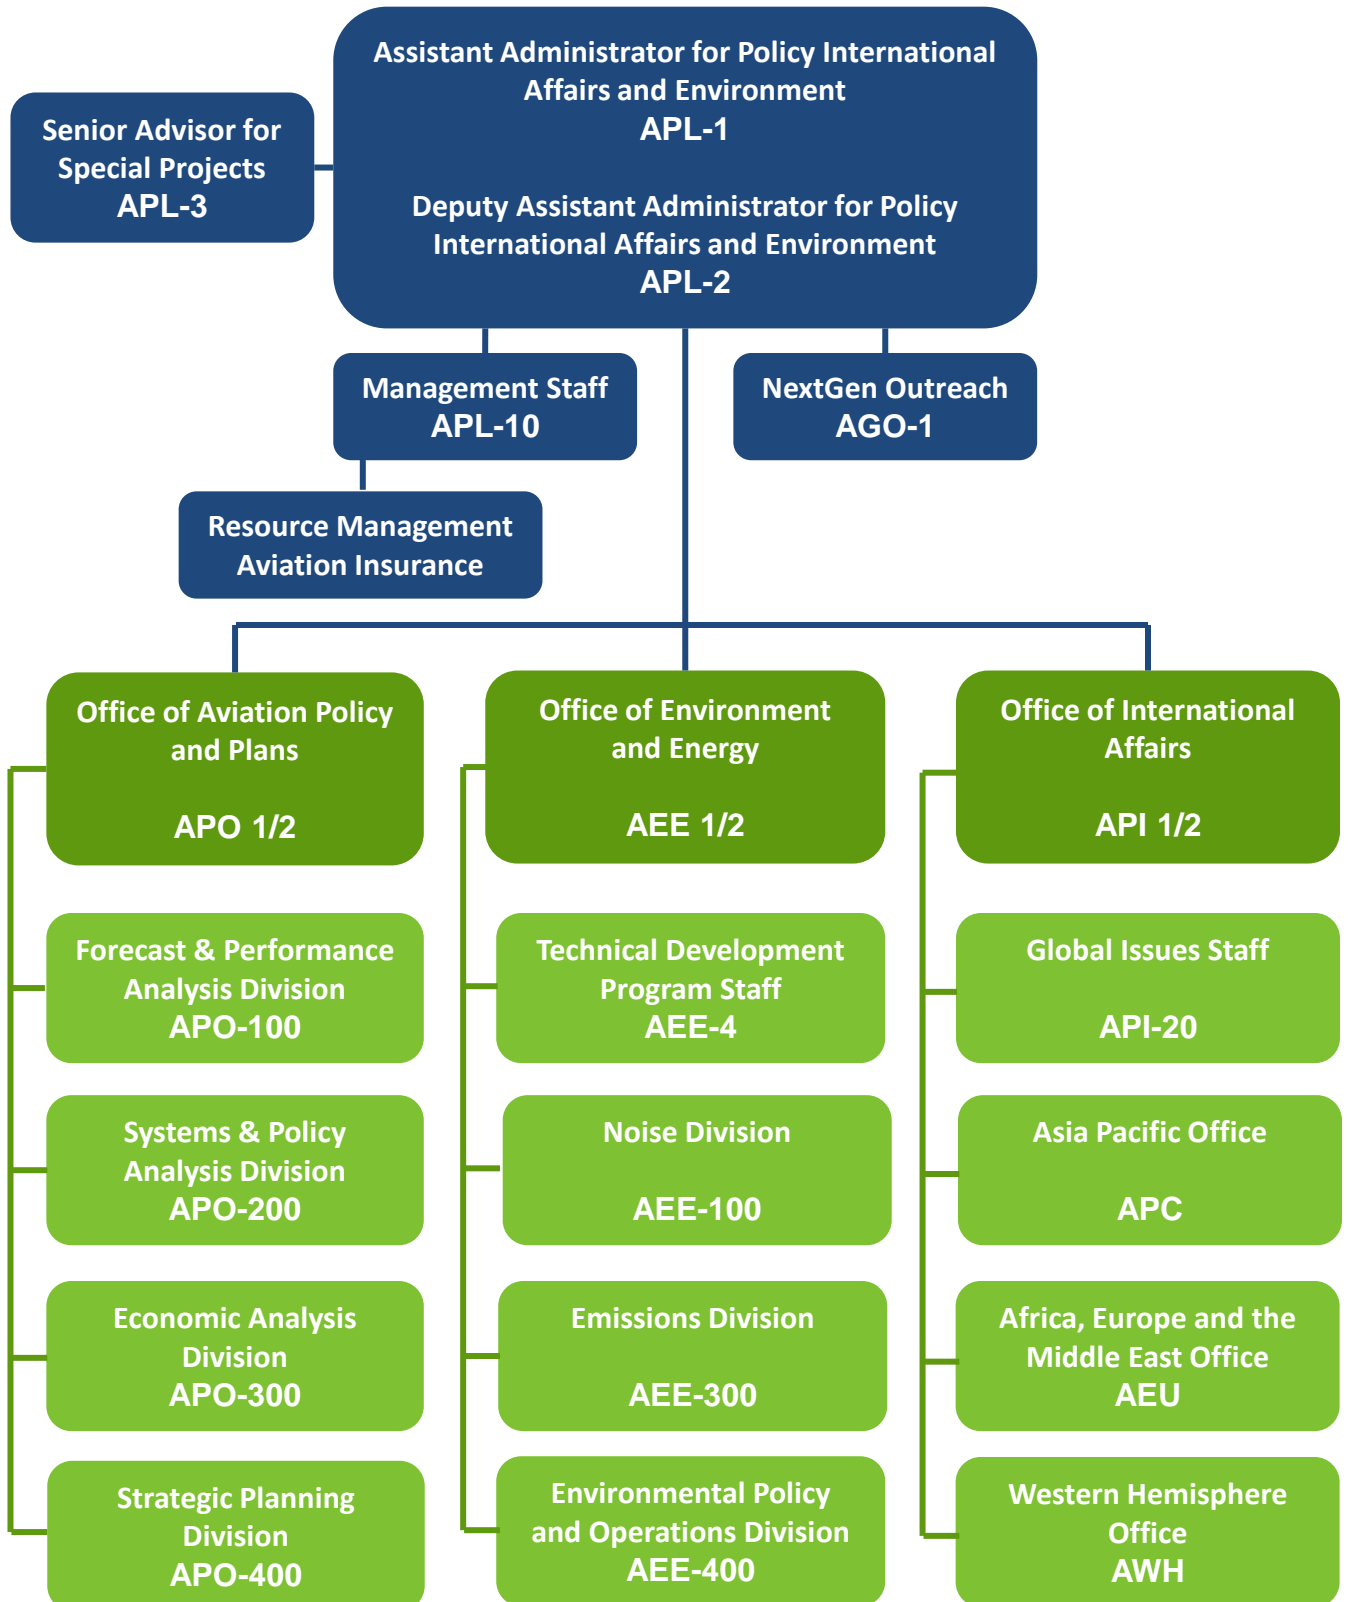 Assistant Administrator for Policy International
Affairs and Environment
APL-1
Deputy Assistant Administrator for Policy
International Affairs and Environment
APL-2
Senior Advisor for
Special Projects
APL-3
Management Staff
APL-10
NextGen Outreach
AGO-1
Resource Management
Aviation Insurance
Office of Aviation Policy
and Plans
APO 1/2
Forecast & Performance
Analysis Division
APO-100
Systems & Policy
Analysis Division
APO-200
Economic Analysis
Division
APO-300
Strategic Planning
Division
APO-400
Office of Environment
and Energy
AEE 1/2
Technical Development
Program Staff
AEE-4
Noise Division
AEE-100
Emissions Division
AEE-300
Environmental Policy
and Operations Division
AEE-400
Office of International
Affairs
API 1/2
Global Issues Staff
API-20
Asia Pacific Office
APC
Africa, Europe and the
Middle East Office
AEU
Western Hemisphere
Office
AWH